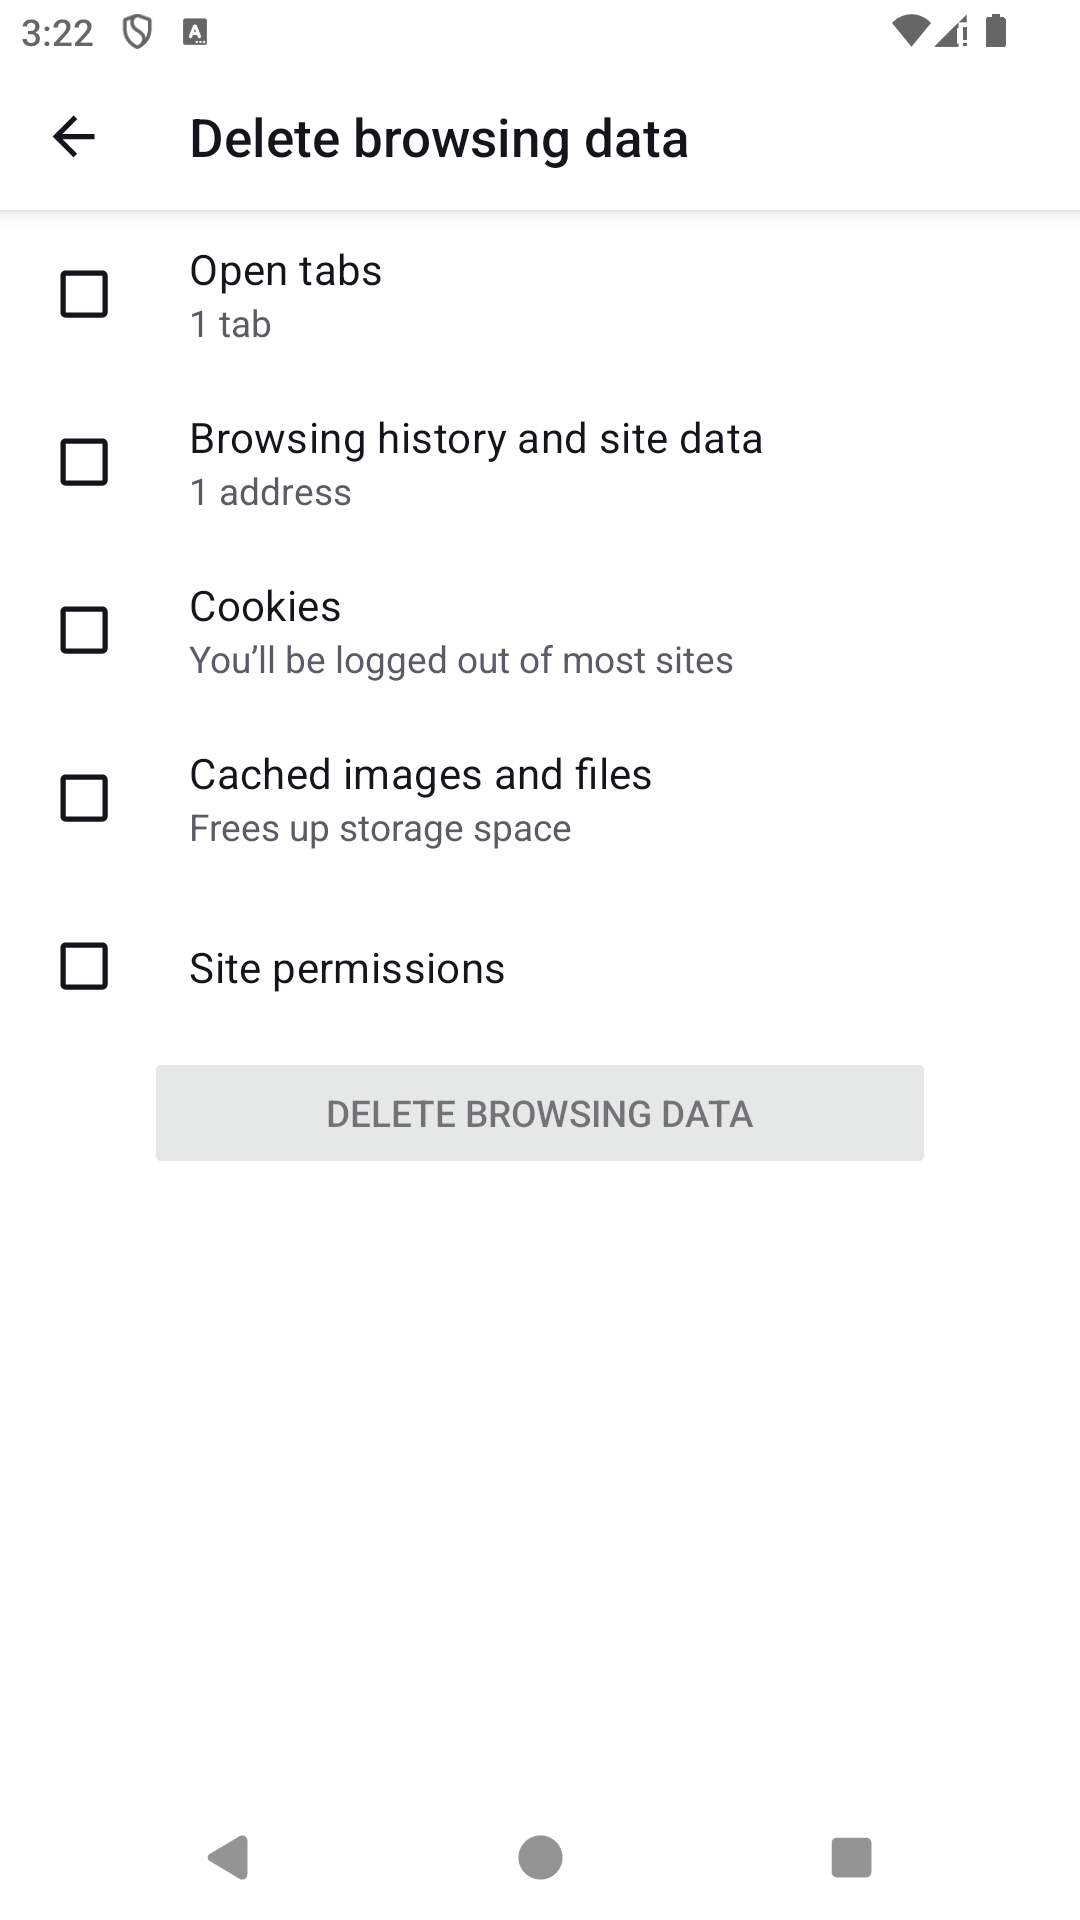 3:22
Delete browsing data
Open tabs
1 tab
Browsing history and site data
1 address
Cookies
You’ll be logged out of most sites
Cached images and files
Frees up storage space
Site permissions
DELETE BROWSING DATA